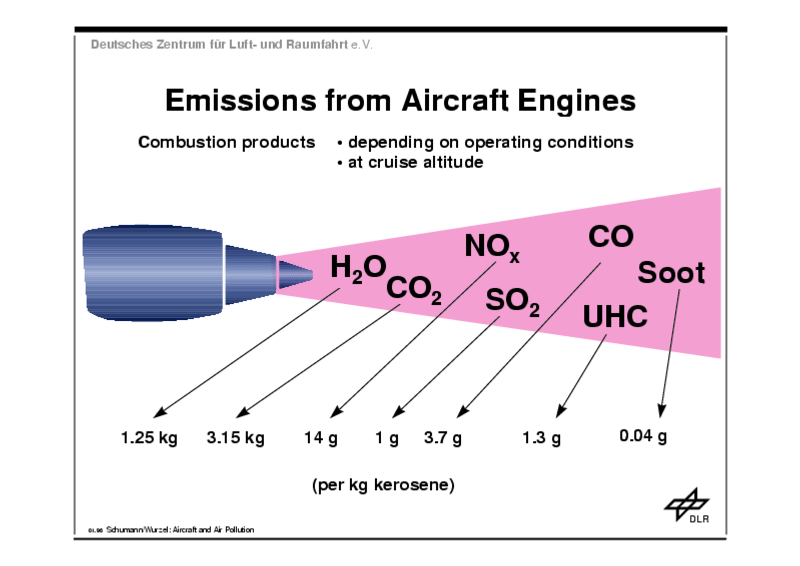 Deutsches Zentrum für Luft- und Raumfahrt e.V.
Emissions from Aircraft Engines
Combustion products • depending on operating conditions
• at cruise altitude
H₂O
CO₂
NOₓ
SO₂
CO
Soot
UHC
1.25 kg 3.15 kg 14 g 1 g 3.7 g 1.3 g 0.04 g
(per kg kerosene)
DLR
Schumann/Wurzel: Aircraft and Air Pollution